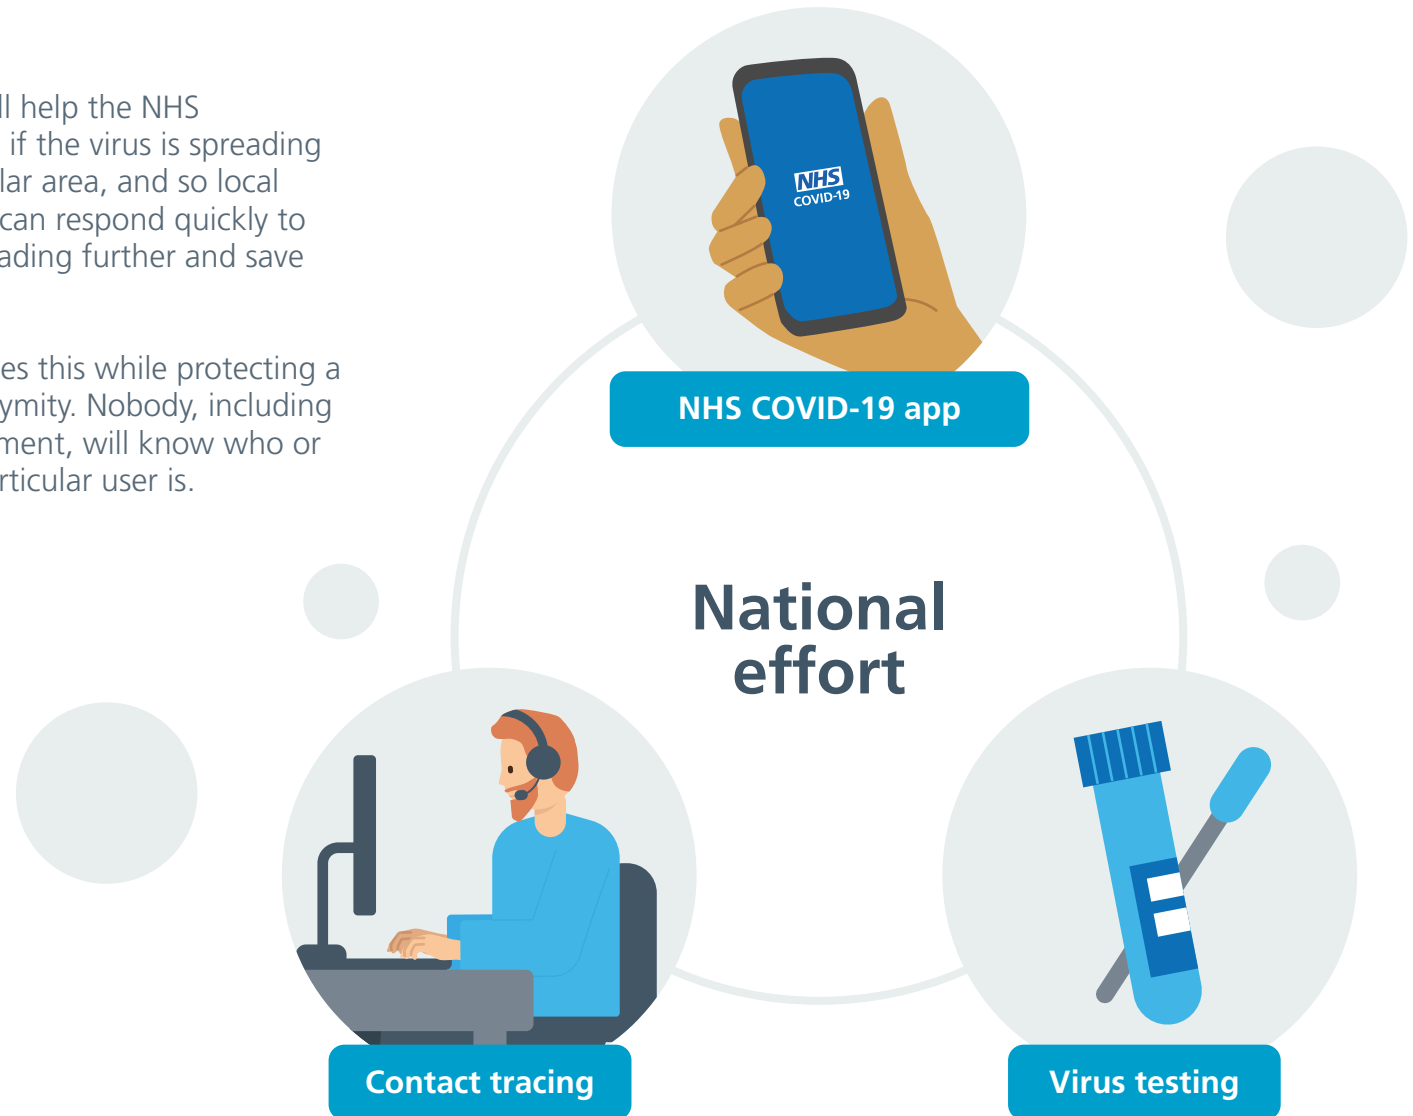 ll help the NHS
if the virus is spreading
lar area, and so local
can respond quickly to
ading further and save
es this while protecting a
ymity. Nobody, including
ment, will know who or
rticular user is.
NHS
COVID-19
NHS COVID-19 app
National
effort
Contact tracing
Virus testing